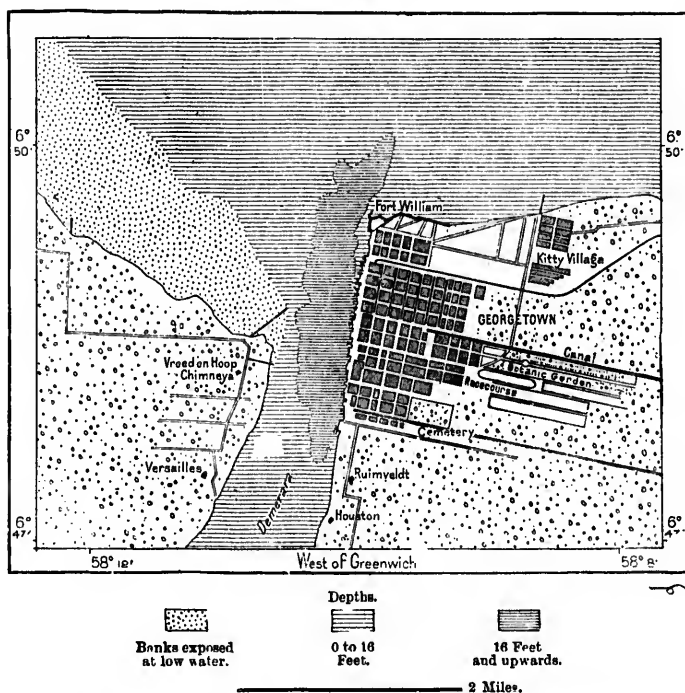 6°
50'
6°
50'
Fort William
Kitty Village
GEORGETOWN
Canal
Botanic Garden
Racecourse
Vreed on Hoop
Chimneys
Cemetery
Versailles
Ruimveldt
Demerara
Houston
6°
47'
6°
47'
58° 12'
West of Greenwich
58° 8'
Depths.
Banks exposed
at low water.
0 to 16
Feet.
16 Feet
and upwards.
2 Miles.